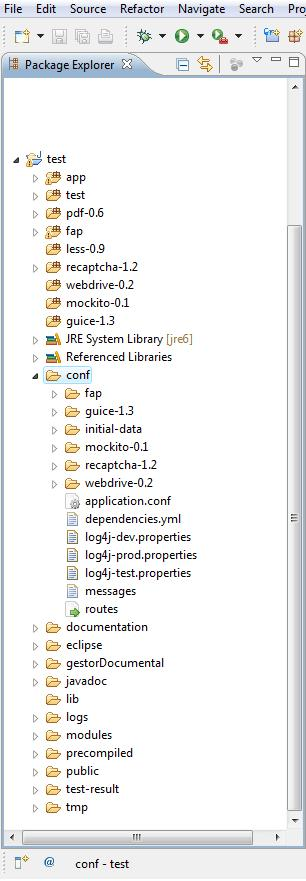 File Edit Source Refactor Navigate Search
Package Explorer
test
app
test
pdf-0.6
fap
less-0.9
recaptcha-1.2
webdrive-0.2
mockito-0.1
guice-1.3
JRE System Library [jre6]
Referenced Libraries
conf
fap
guice-1.3
initial-data
mockito-0.1
recaptcha-1.2
webdrive-0.2
application.conf
dependencies.yml
log4j-dev.properties
log4j-prod.properties
log4j-test.properties
messages
routes
documentation
eclipse
gestorDocumental
javadoc
lib
logs
modules
precompiled
public
test-result
tmp
conf - test